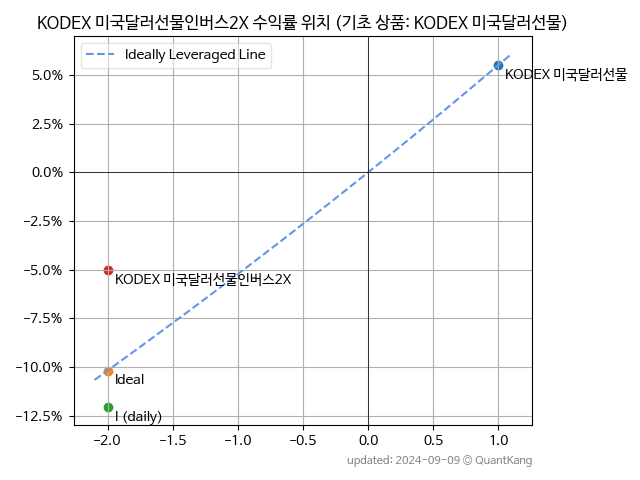 KODEX 미국달러선물인버스2X 수익률 위치 (기초 상품: KODEX 미국달러선물)
Ideally Leveraged Line
5.0%
KODEX 미국달러선물
2.5%
0.0%
−2.5%
−5.0%
KODEX 미국달러선물인버스2X
−7.5%
−10.0%
Ideal
−12.5%
I (daily)
−2.0 −1.5 −1.0 −0.5 0.0 0.5 1.0
updated: 2024-09-09 © QuantKang